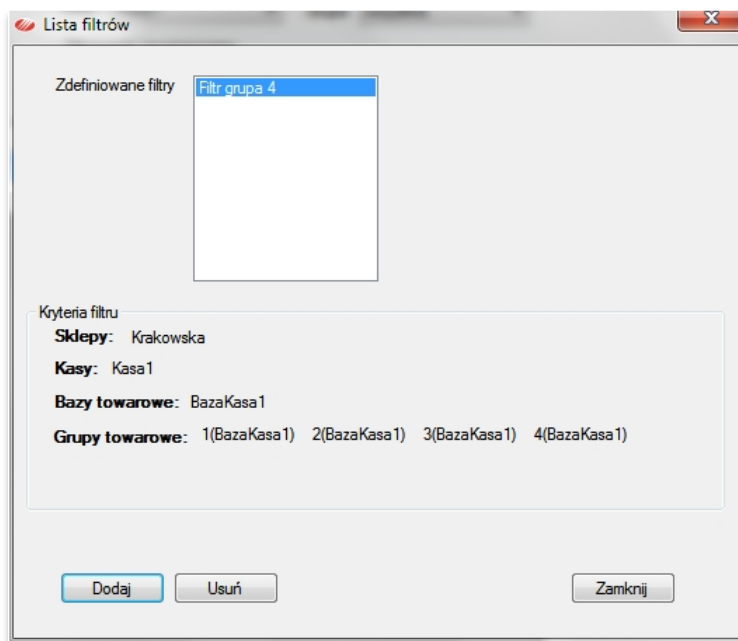 Lista filtrów
Zdefiniowane filtry
Filtr grupa 4
Kryteria filtru
Sklepy: Krakowska
Kasy: Kasa1
Bazy towarowe: BazaKasa1
Grupy towarowe: 1(BazaKasa1) 2(BazaKasa1) 3(BazaKasa1) 4(BazaKasa1)
Dodaj Usuń Zamknij